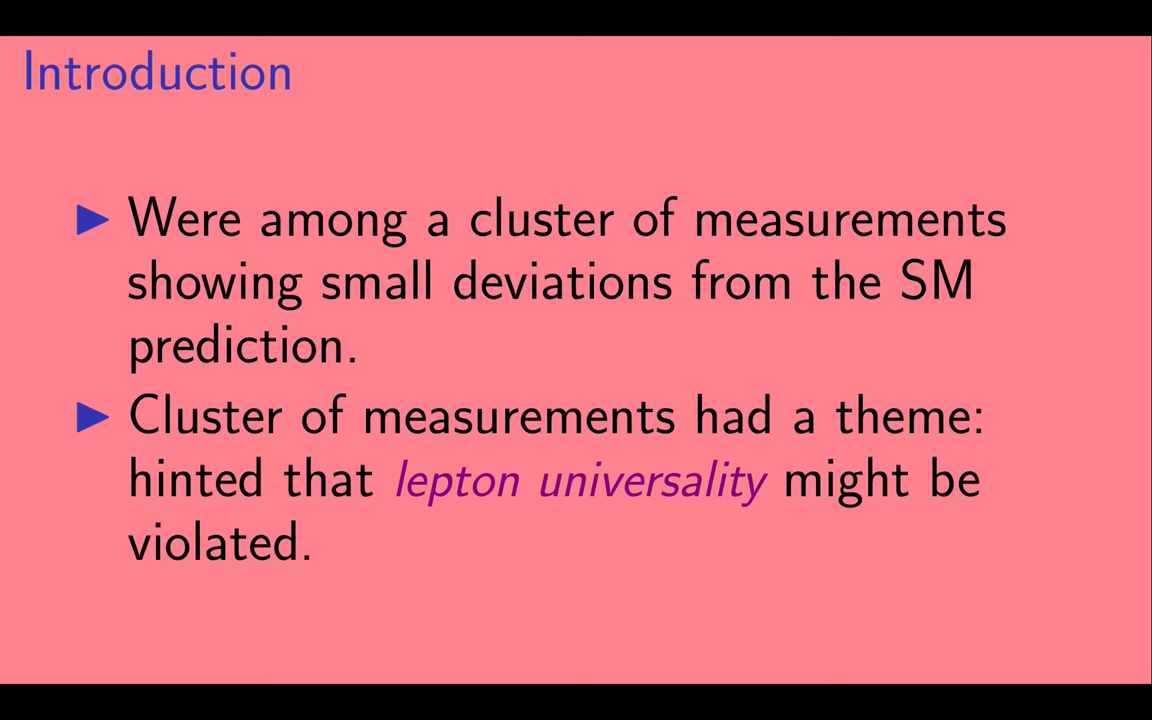 Introduction
▶ Were among a cluster of measurements
showing small deviations from the SM
prediction.
▶ Cluster of measurements had a theme:
hinted that lepton universality might be
violated.